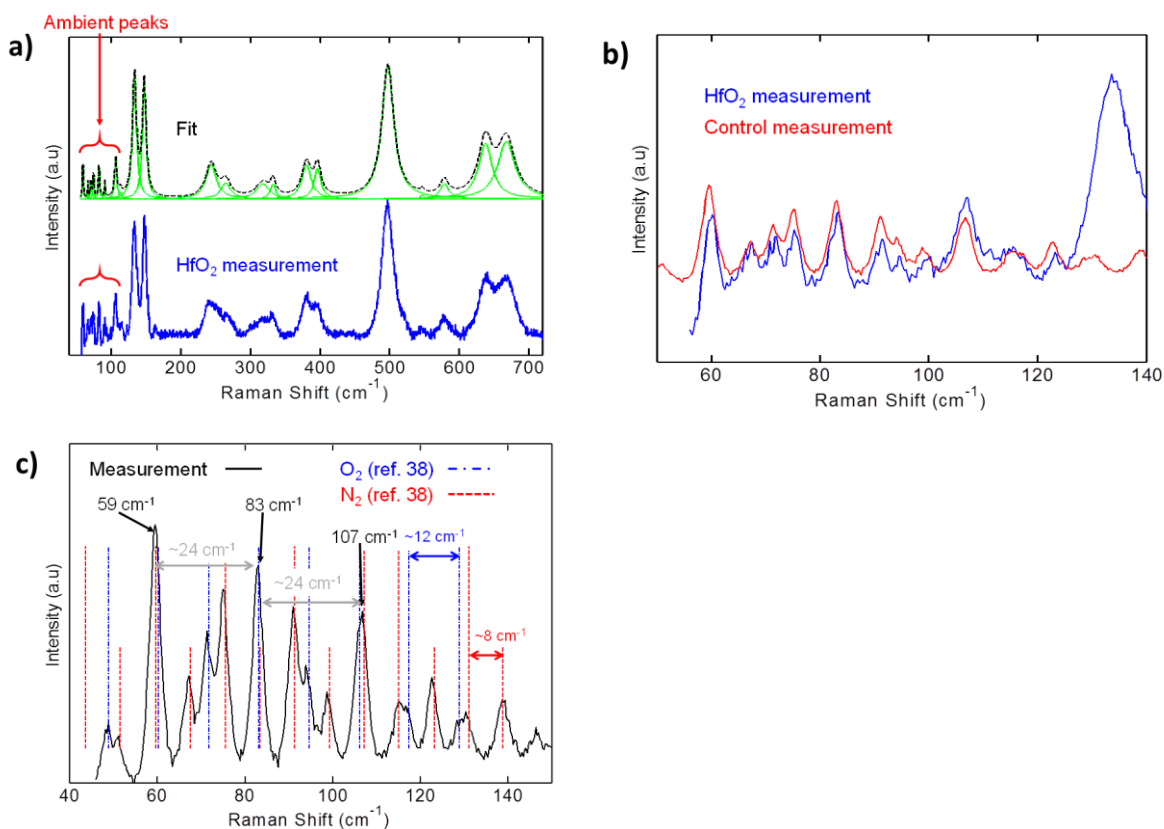 Ambient peaks
a)
Fit
HfO₂ measurement
Intensity (a.u)
100 200 300 400 500 600 700
Raman Shift (cm⁻¹)
b)
HfO₂ measurement
Control measurement
Intensity (a.u)
60 80 100 120 140
Raman Shift (cm⁻¹)
c)
Measurement
O₂ (ref. 38)
N₂ (ref. 38)
59 cm⁻¹
83 cm⁻¹
107 cm⁻¹
~12 cm⁻¹
~24 cm⁻¹
~24 cm⁻¹
~8 cm⁻¹
Intensity (a.u)
40 60 80 100 120 140
Raman Shift (cm⁻¹)